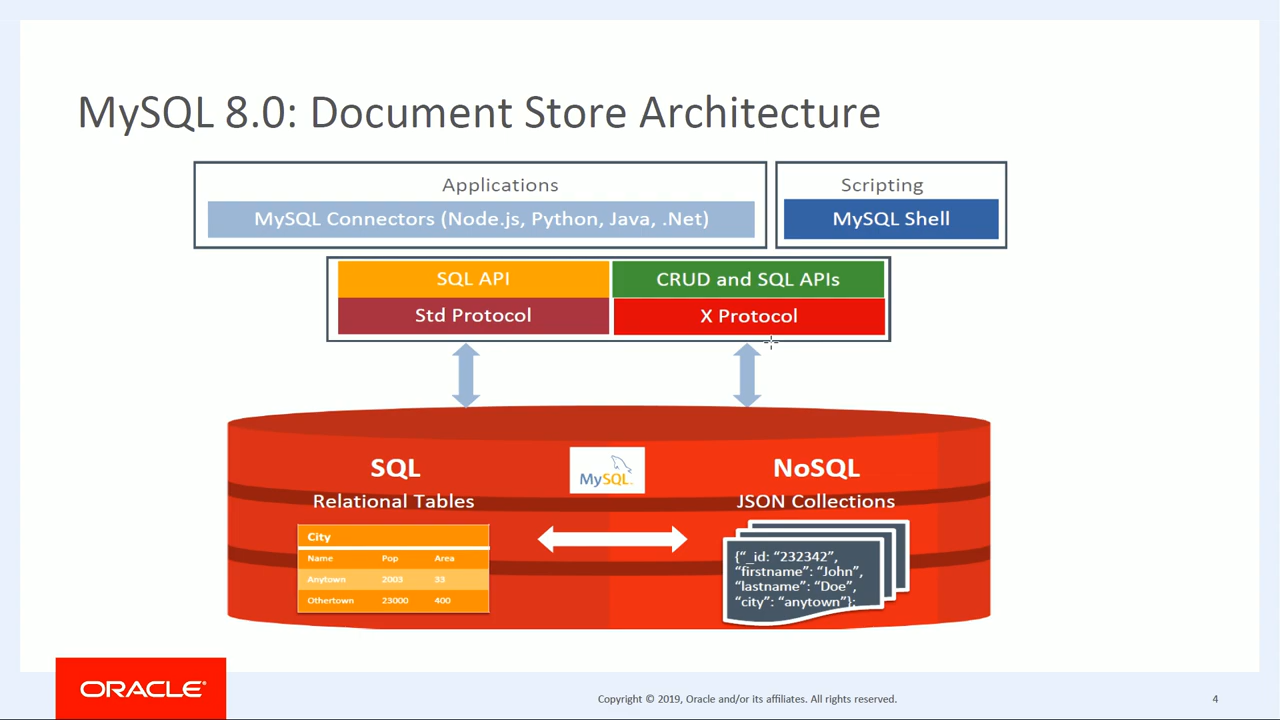 MySQL 8.0: Document Store Architecture
Applications
MySQL Connectors (Node.js, Python, Java, .Net)
Scripting
MySQL Shell
SQL API
CRUD and SQL APIs
Std Protocol
X Protocol
SQL
Relational Tables
MySQL
NoSQL
JSON Collections
City
Name Pop Area
Anytown 2003 33
Othertown 23000 400
{“_id: “232342”,
“firstname”: “John”,
“lastname”: “Doe”,
“city”: “anytown”};
ORACLE®
Copyright © 2019, Oracle and/or its affiliates. All rights reserved.
4